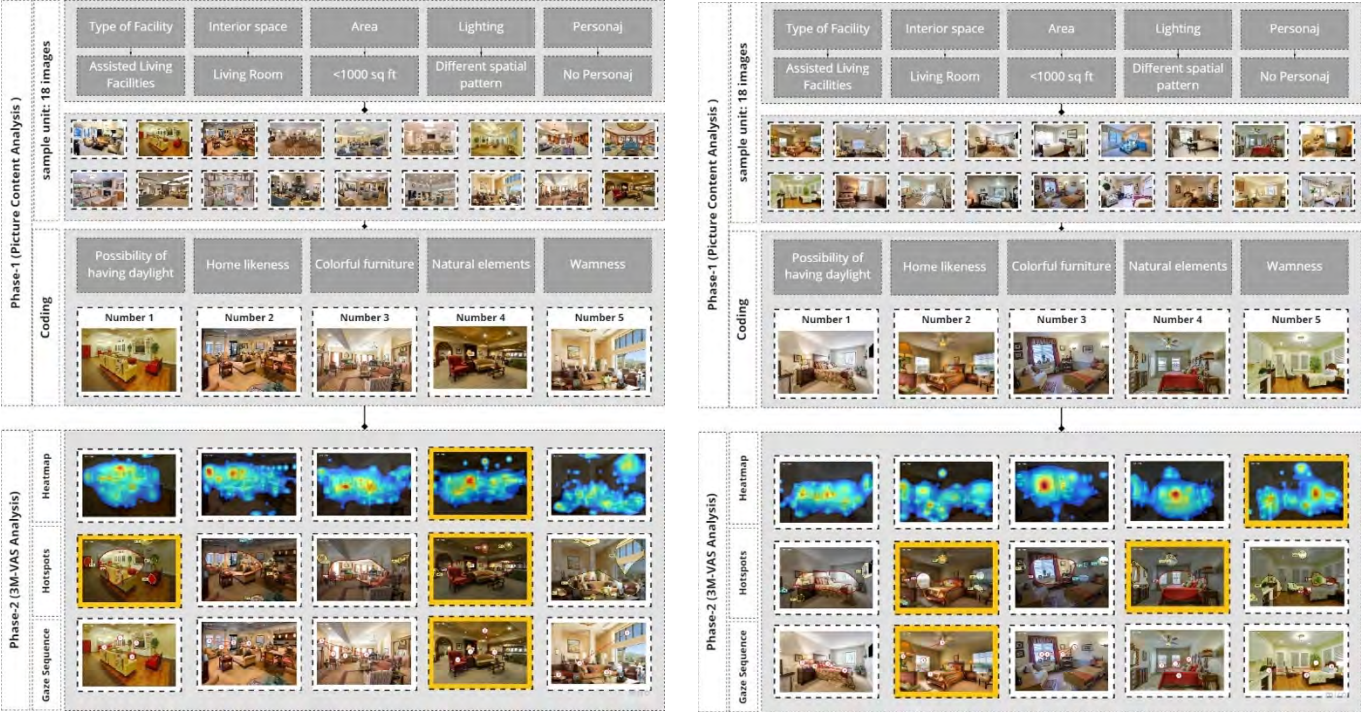 Phase-1 (Picture Content Analysis )
sample unit: 18 images
Type of Facility
Interior space
Area
Lighting
Personaj
Assisted Living
Facilities
Living Room
<1000 sq ft
Different spatial
pattern
No Personaj
Coding
Possibility of
having daylight
Home likeness
Colorful furniture
Natural elements
Wamness
Number 1
Number 2
Number 3
Number 4
Number 5
Phase-2 (3M-VAS Analysis)
Heatmap
Hotspots
Gaze Sequence
Phase-1 (Picture Content Analysis )
sample unit: 18 images
Type of Facility
Interior space
Area
Lighting
Personaj
Assisted Living
Facilities
Living Room
<1000 sq ft
Different spatial
pattern
No Personaj
Coding
Possibility of
having daylight
Home likeness
Colorful furniture
Natural elements
Wamness
Number 1
Number 2
Number 3
Number 4
Number 5
Phase-2 (3M-VAS Analysis)
Heatmap
Hotspots
Gaze Sequence